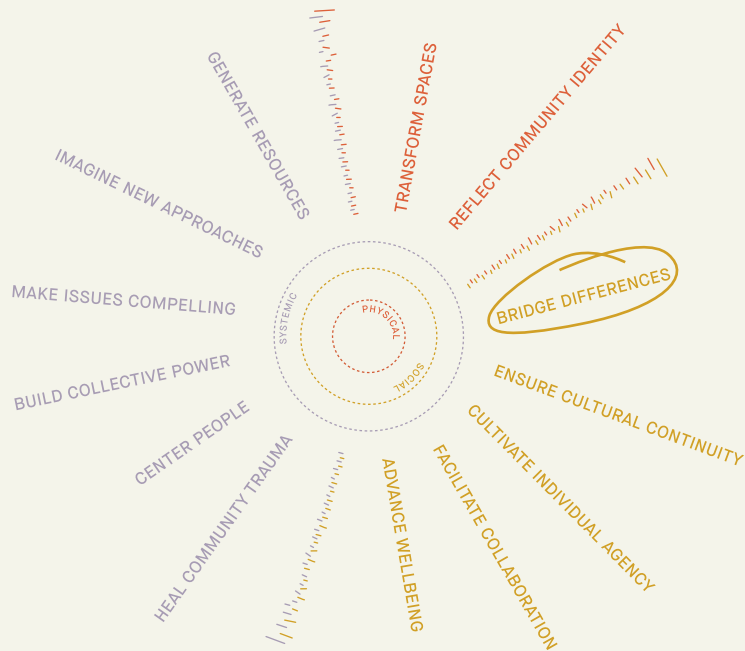 TRANSFORM SPACES
REFLECT COMMUNITY IDENTITY
BRIDGE DIFFERENCES
ENSURE CULTURAL CONTINUITY
CULTIVATE INDIVIDUAL AGENCY
FACILITATE COLLABORATION
ADVANCE WELLBEING
HEAL COMMUNITY TRAUMA
CENTER PEOPLE
BUILD COLLECTIVE POWER
MAKE ISSUES COMPELLING
IMAGINE NEW APPROACHES
GENERATE RESOURCES
SYSTEMIC
PHYSICAL
SOCIAL